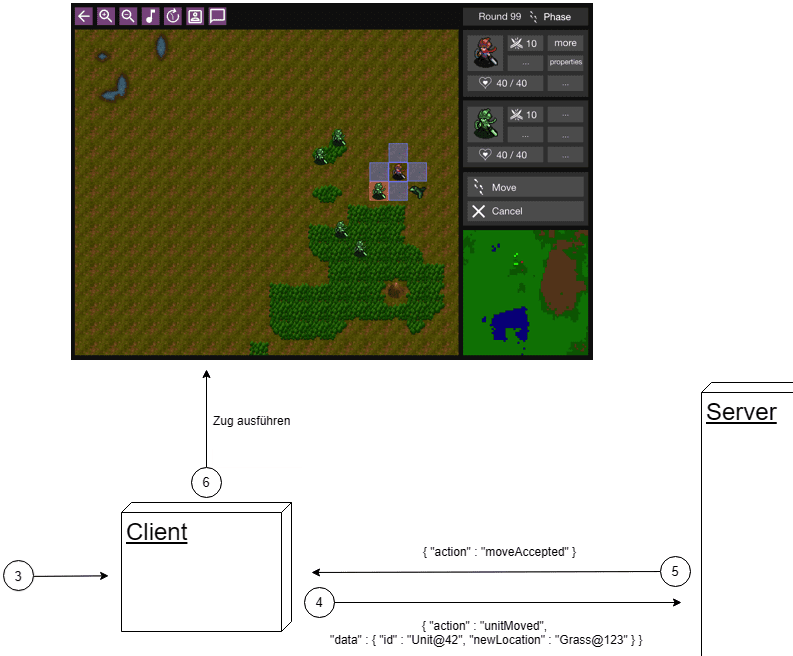 Round 99 Phase
10 more
... properties
40 / 40 ...
10 ...
... ...
40 / 40 ...
Move
Cancel
Zug ausführen
6
Server
Client
{ "action" : "moveAccepted" }
3
5
4
{ "action" : "unitMoved",
"data" : { "id" : "Unit@42", "newLocation" : "Grass@123" } }